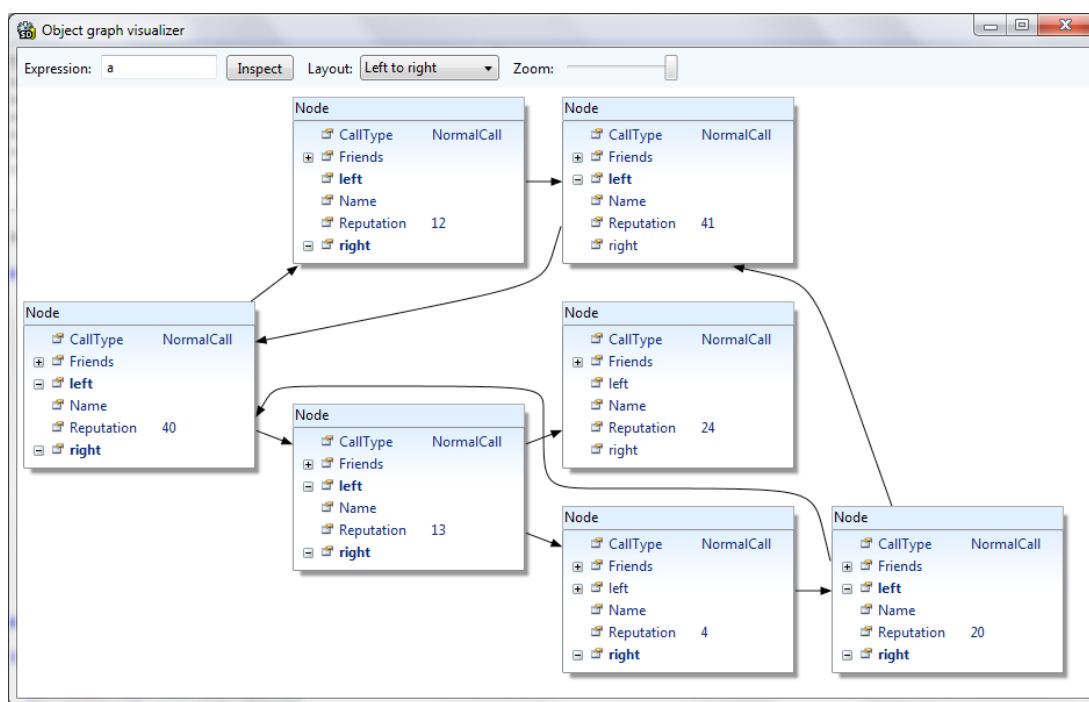 Object graph visualizer
Expression: a Inspect Layout: Left to right Zoom:
Node
CallType NormalCall
Friends
left
Name
Reputation 12
right
Node
CallType NormalCall
Friends
left
Name
Reputation 41
right
Node
CallType NormalCall
Friends
left
Name
Reputation 40
right
Node
CallType NormalCall
Friends
left
Name
Reputation 24
right
Node
CallType NormalCall
Friends
left
Name
Reputation 13
right
Node
CallType NormalCall
Friends
left
Name
Reputation 4
right
Node
CallType NormalCall
Friends
left
Name
Reputation 20
right